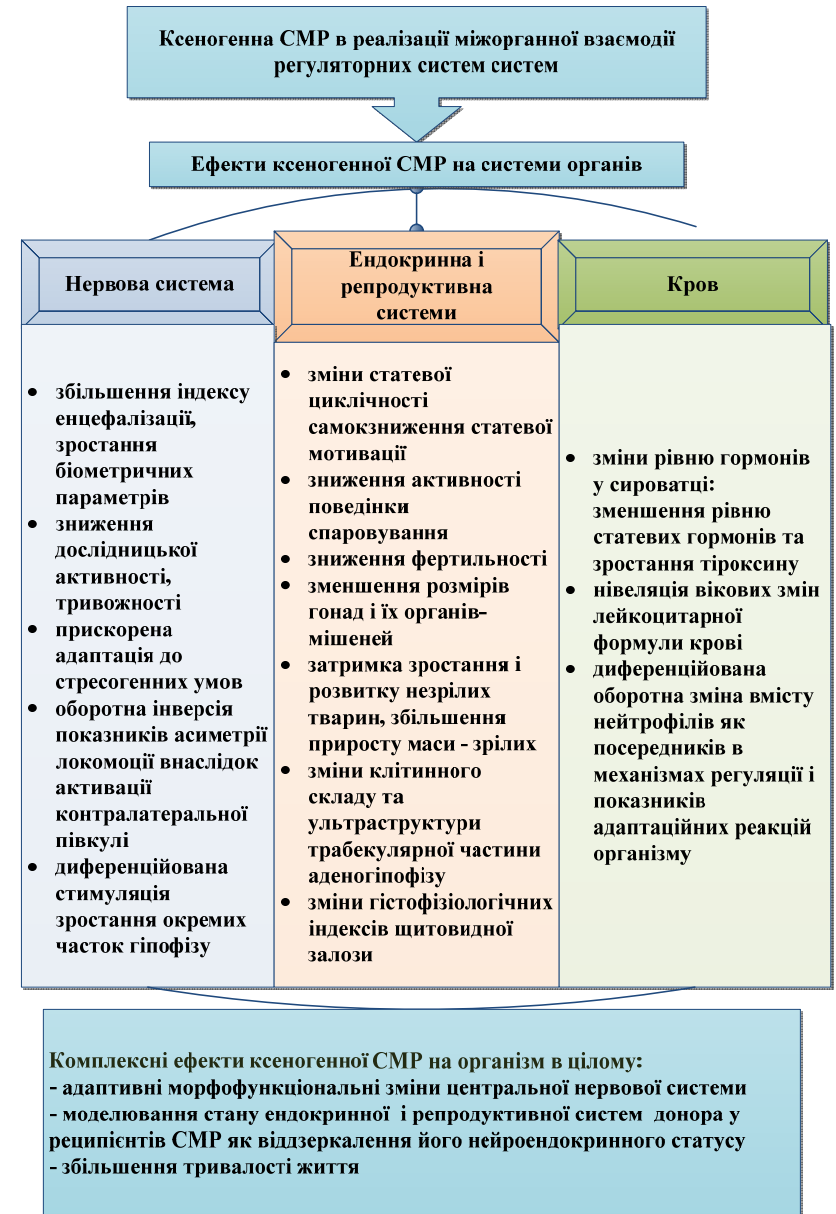 Ксеногенна СМР в реалізації міжорганної взаємодії
регуляторних систем систем
Ефекти ксеногенної СМР на системи органів
Нервова система
• збільшення індексу
енцефалізації,
зростання
біометричних
параметрів
• зниження
дослідницької
активності,
тривожності
• прискорена
адаптація до
стресогенних умов
• оборотна інверсія
показників асиметрії
локомоції внаслідок
активації
контралатеральної
півкулі
• диференційована
стимуляція
зростання окремих
часток гіпофізу
Ендокринна і
репродуктивна
системи
• зміни статевої
циклічності
самокзниження статевої
мотивації
• зниження активності
поведінки
спаровування
• зниження фертильності
• зменшення розмірів
гонад і їх органів-
мішеней
• затримка зростання і
розвитку незрілих
тварин, збільшення
приросту маси - зрілих
• зміни клітинного
складу та
ультраструктури
трабекулярної частини
аденогіпофізу
• зміни гістофізіологічних
індексів щитовидної
залози
Кров
• зміни рівню гормонів
у сироватці:
зменшення рівню
статевих гормонів та
зростання тіроксину
• нівеляція вікових змін
лейкоцитарної
формули крові
• диференційована
оборотна зміна вмісту
нейтрофілів як
посередників в
механізмах регуляції і
показників
адаптаційних реакцій
організму
Комплексні ефекти ксеногенної СМР на організм в цілому:
- адаптивні морфофункціональні зміни центральної нервової системи
- моделювання стану ендокринної і репродуктивної систем донора у
реципієнтів СМР як віддзеркалення його нейроендокринного статусу
- збільшення тривалості життя